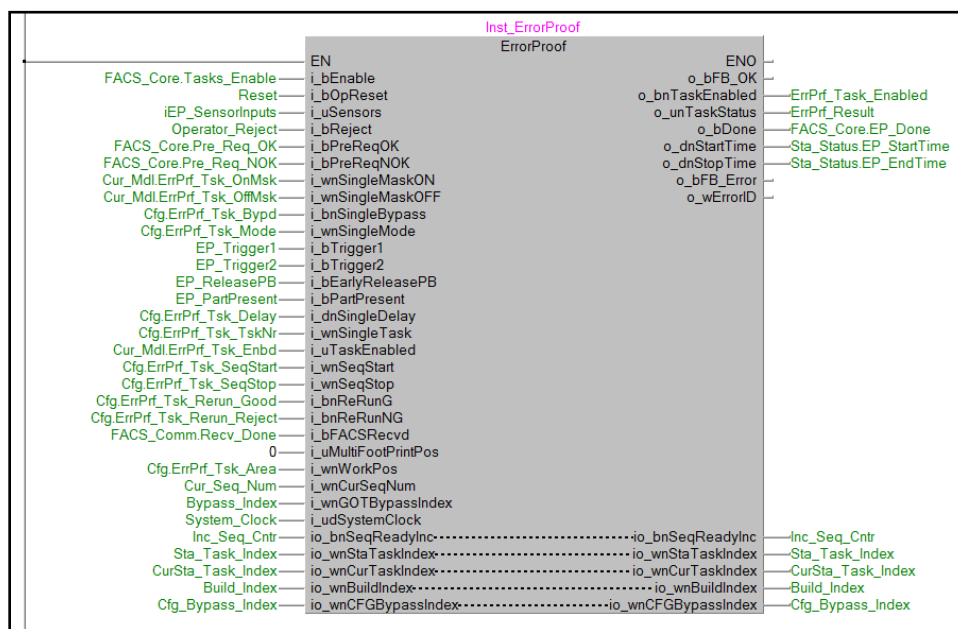 Inst_ErrorProof
ErrorProof
EN ENO
FACS_Core.Tasks_Enable i_bEnable o_bFB_OK
Reset i_bOpReset o_bnTaskEnabled ErrPrf_Task_Enabled
iEP_SensorInputs i_uSensors o_unTaskStatus ErrPrf_Result
Operator_Reject i_bReject o_bDone FACS_Core.EP_Done
FACS_Core.Pre_Req_OK i_bPreReqOK o_dnStartTime Sta_Status.EP_StartTime
FACS_Core.Pre_Req_NOK i_bPreReqNOK o_dnStopTime Sta_Status.EP_EndTime
Cur_Mdl.ErrPrf_Tsk_OnMsk i_wnSingleMaskON o_bFB_Error
Cur_Mdl.ErrPrf_Tsk_OffMsk i_wnSingleMaskOFF o_wErrorID
Cfg.ErrPrf_Tsk_Bypd i_bnSingleBypass
Cfg.ErrPrf_Tsk_Mode i_wnSingleMode
EP_Trigger1 i_bTrigger1
EP_Trigger2 i_bTrigger2
EP_ReleasePB i_bEarlyReleasePB
EP_PartPresent i_bPartPresent
Cfg.ErrPrf_Tsk_Delay i_dnSingleDelay
Cfg.ErrPrf_Tsk_TskNr i_wnSingleTask
Cur_Mdl.ErrPrf_Tsk_Enbd i_uTaskEnabled
Cfg.ErrPrf_Tsk_SeqStart i_wnSeqStart
Cfg.ErrPrf_Tsk_SeqStop i_wnSeqStop
Cfg.ErrPrf_Tsk_Rerun_Good i_bnReRunG
Cfg.ErrPrf_Tsk_Rerun_Reject i_bnReRunNG
FACS_Comm.Recv_Done i_bFACSRecvd
0 i_uMultiFootPrintPos
Cfg.ErrPrf_Tsk_Area i_wnWorkPos
Cur_Seq_Num i_wnCurSeqNum
Bypass_Index i_wnGOTBypassIndex
System_Clock i_udSystemClock
Inc_Seq_Cntr io_bnSeqReadyInc io_bnSeqReadyInc Inc_Seq_Cntr
Sta_Task_Index io_wnStaTaskIndex io_wnStaTaskIndex Sta_Task_Index
CurSta_Task_Index io_wnCurTaskIndex io_wnCurTaskIndex CurSta_Task_Index
Build_Index io_wnBuildIndex io_wnBuildIndex Build_Index
Cfg_Bypass_Index io_wnCFGBypassIndex io_wnCFGBypassIndex Cfg_Bypass_Index